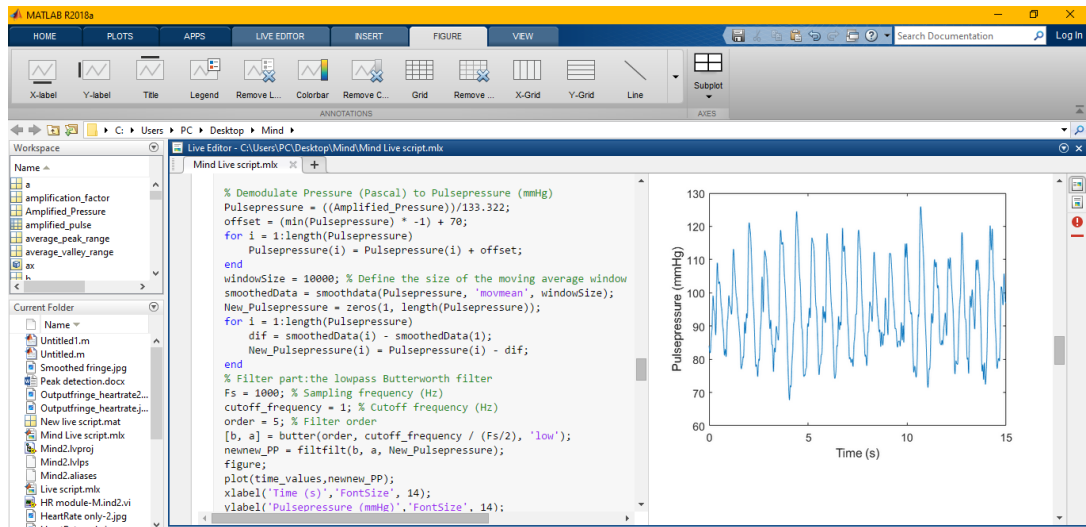 MATLAB R2018a
HOME PLOTS APPS LIVE EDITOR INSERT FIGURE VIEW Search Documentation Log In
X-label Y-label Title Legend Remove L... Colorbar Remove C... Grid Remove ... X-Grid Y-Grid Line Subplot
ANNOTATIONS AXES
C: Users PC Desktop Mind
Workspace
Name
a
amplification_factor
Amplified_Pressure
amplified_pulse
average_peak_range
average_valley_range
ax
Current Folder
Name
Untitled1.m
Untitled.m
Smoothed fringe.jpg
Peak detection.docx
Outputfringe_heartrate2...
Outputfringe_heartrate.j...
New live script.mat
Mind Live script.mlx
Mind2.lvproj
Mind2.lvlps
Mind2.aliases
Live script.mlx
HR module-M.ind2.vi
HeartRate only-2.jpg
Live Editor - C:\Users\PC\Desktop\Mind\Mind Live script.mlx
Mind Live script.mlx
% Demodulate Pressure (Pascal) to Pulsepressure (mmHg)
Pulsepressure = ((Amplified_Pressure))/133.322;
offset = (min(Pulsepressure) * -1) + 70;
for i = 1:length(Pulsepressure)
Pulsepressure(i) = Pulsepressure(i) + offset;
end
windowSize = 10000; % Define the size of the moving average window
smoothedData = smoothdata(Pulsepressure, 'movmean', windowSize);
New_Pulsepressure = zeros(1, length(Pulsepressure));
for i = 1:length(Pulsepressure)
dif = smoothedData(i) - smoothedData(1);
New_Pulsepressure(i) = Pulsepressure(i) - dif;
end
% Filter part:the lowpass Butterworth filter
Fs = 1000; % Sampling frequency (Hz)
cutoff_frequency = 1; % Cutoff frequency (Hz)
order = 5; % Filter order
[b, a] = butter(order, cutoff_frequency / (Fs/2), 'low');
newnew_PP = filtfilt(b, a, New_Pulsepressure);
figure;
plot(time_values,newnew_PP);
xlabel('Time (s)','FontSize', 14);
ylabel('Pulsepressure (mmHg)','FontSize', 14);
Pulsepressure (mmHg)
130
120
110
100
90
80
70
60
0 5 10 15
Time (s)